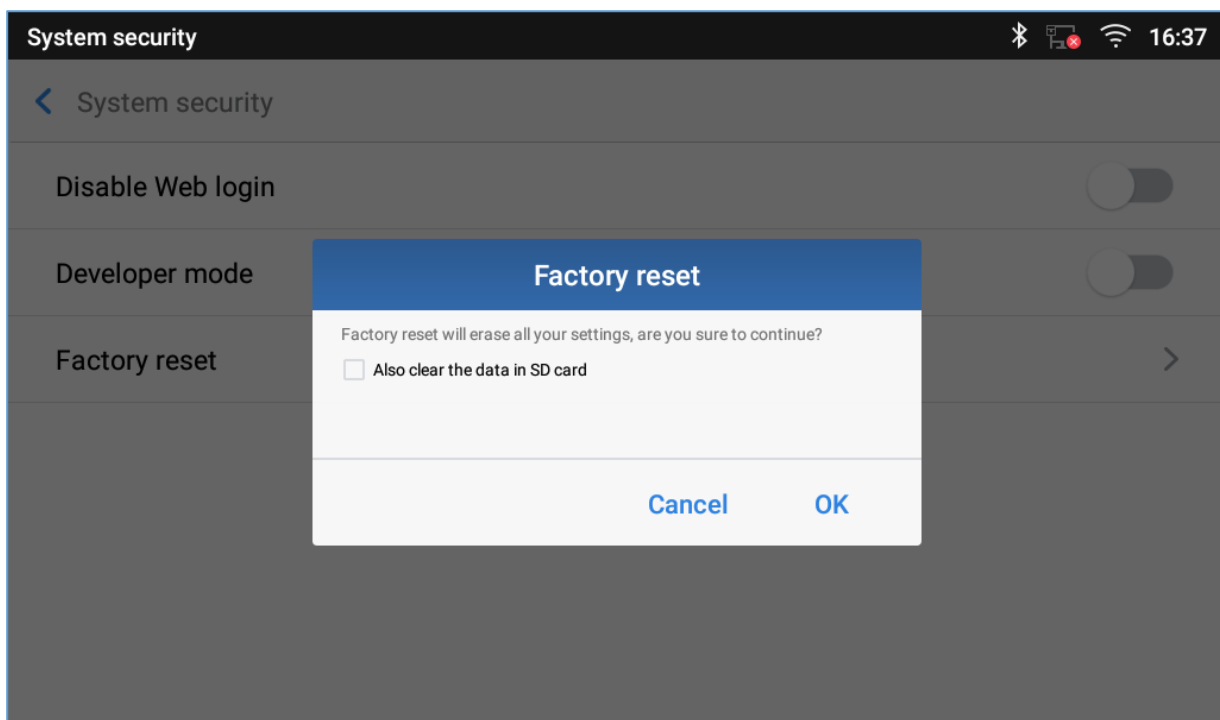 System security 16:37
System security
Disable Web login
Developer mode
Factory reset
Factory reset
Factory reset will erase all your settings, are you sure to continue?
Also clear the data in SD card
Cancel OK